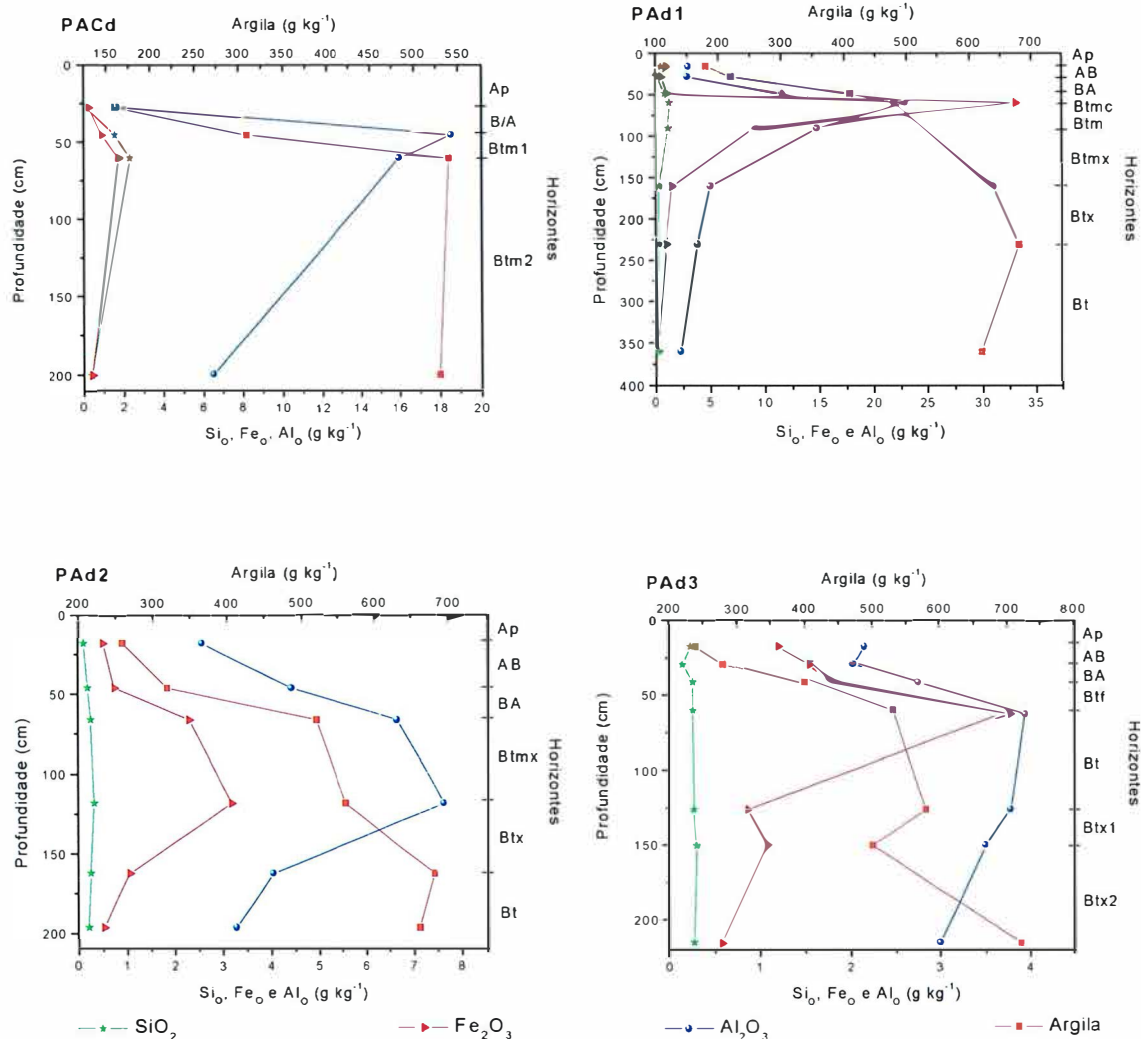 PACd
Argila (g kg⁻¹)
150 200 250 300 350 400 450 500 550
0
50
100
150
200
Profundidade (cm)
Ap
B/A
Btm1
Btm2
Horizontes
0 2 4 6 8 10 12 14 16 18 20
Siₒ, Feₒ, Alₒ (g kg⁻¹)
PAd1
Argila (g kg⁻¹)
100 200 300 400 500 600 700
0
50
100
150
200
250
300
350
400
Profundidade (cm)
Ap
AB
BA
Btmc
Btm
Btmx
Btx
Bt
Horizontes
0 5 10 15 20 25 30 35
Siₒ, Feₒ e Alₒ (g kg⁻¹)
PAd2
Argila (g kg⁻¹)
200 300 400 500 600 700
0
50
100
150
200
Profundidade (cm)
Ap
AB
BA
Btmx
Btx
Bt
Horizontes
0 1 2 3 4 5 6 7 8
Siₒ, Feₒ e Alₒ (g kg⁻¹)
PAd3
Argila (g kg⁻¹)
200 300 400 500 600 700 800
0
50
100
150
200
Profundidade (cm)
Ap
AB
BA
Btf
Bt
Btx1
Btx2
Horizontes
0 1 2 3 4
Siₒ, Feₒ e Alₒ (g kg⁻¹)
SiO₂ Fe₂O₃ Al₂O₃ Argila